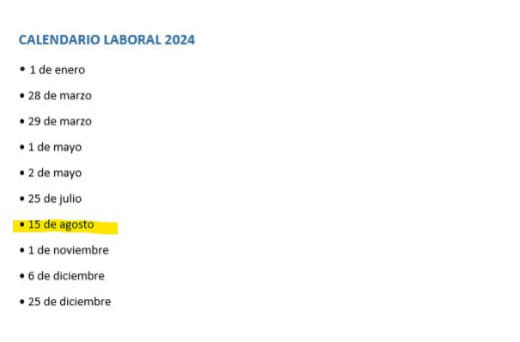 CALENDARIO LABORAL 2024
• 1 de enero
• 28 de marzo
• 29 de marzo
• 1 de mayo
• 2 de mayo
• 25 de julio
• 15 de agosto
• 1 de noviembre
• 6 de diciembre
• 25 de diciembre